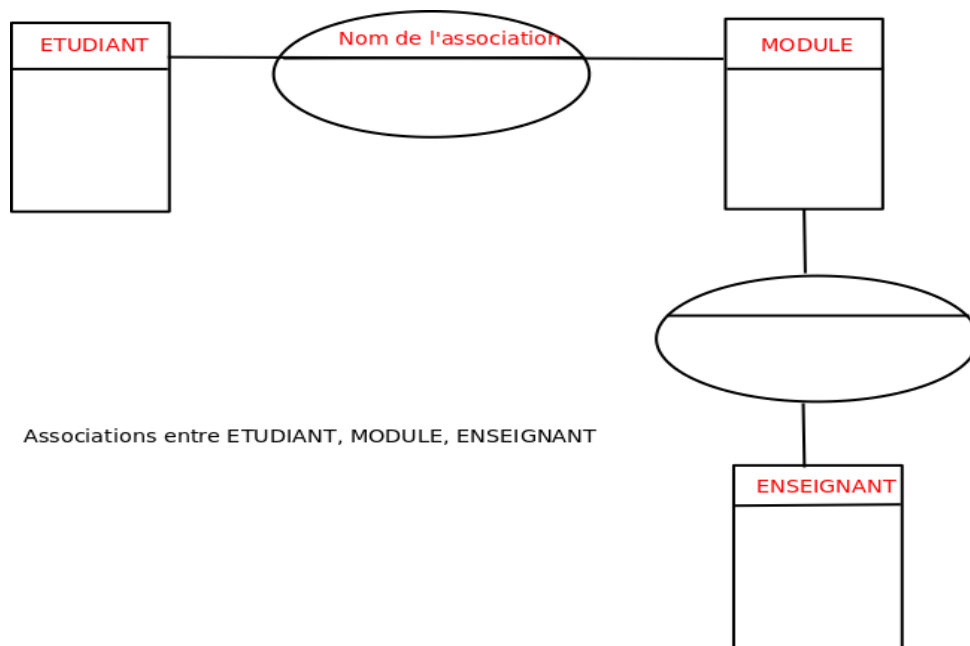 ETUDIANT
Nom de l'association
MODULE
Associations entre ETUDIANT, MODULE, ENSEIGNANT
ENSEIGNANT